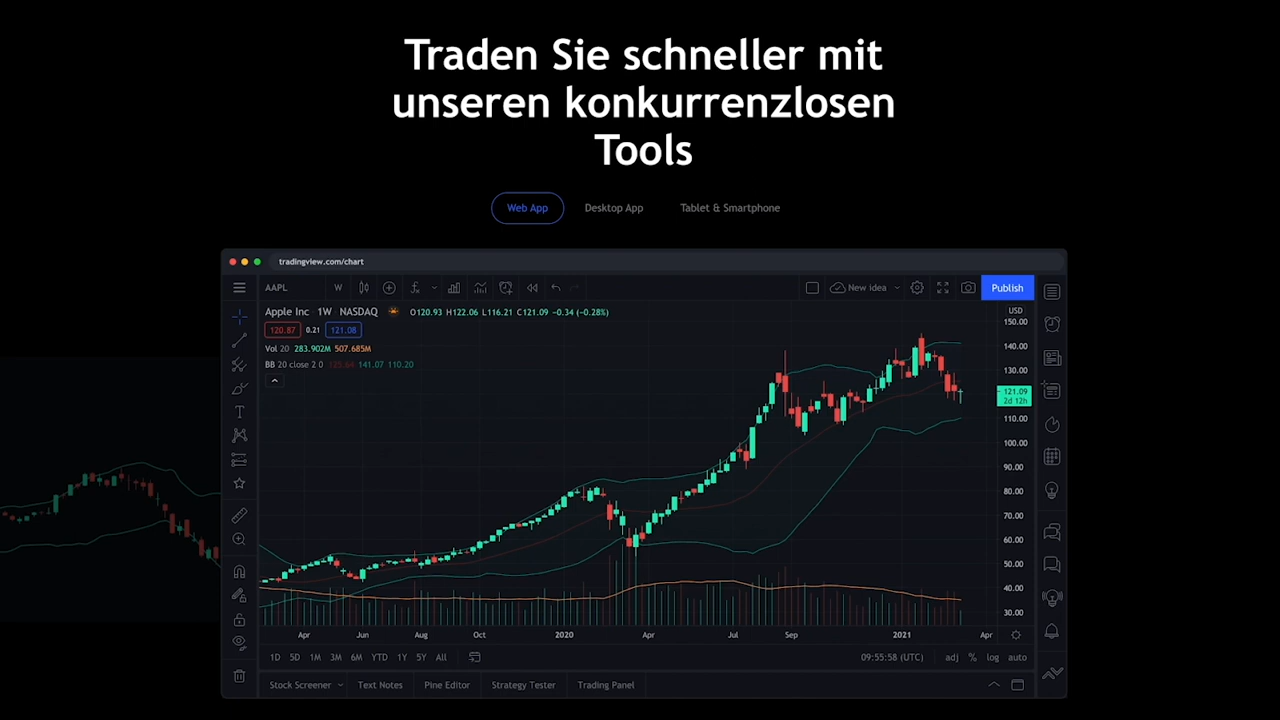 Traden Sie schneller mit
unseren konkurrenzlosen
Tools
Web App
Desktop App
Tablet & Smartphone
tradingview.com/chart
AAPL W New idea Publish
Apple Inc 1W NASDAQ O120.93 H122.06 L116.21 C121.09 −0.34 (−0.28%)
120.87 0.21 121.08
Vol 20 283.902M 507.685M
BB 20 close 2 0 125.64 141.07 110.20
USD
150.00
140.00
130.00
121.09
2d 12h
110.00
100.00
90.00
80.00
70.00
60.00
50.00
40.00
30.00
Apr Jun Aug Oct 2020 Apr Jul Sep 2021 Apr
1D 5D 1M 3M 6M YTD 1Y 5Y All 09:55:58 (UTC) adj % log auto
Stock Screener Text Notes Pine Editor Strategy Tester Trading Panel